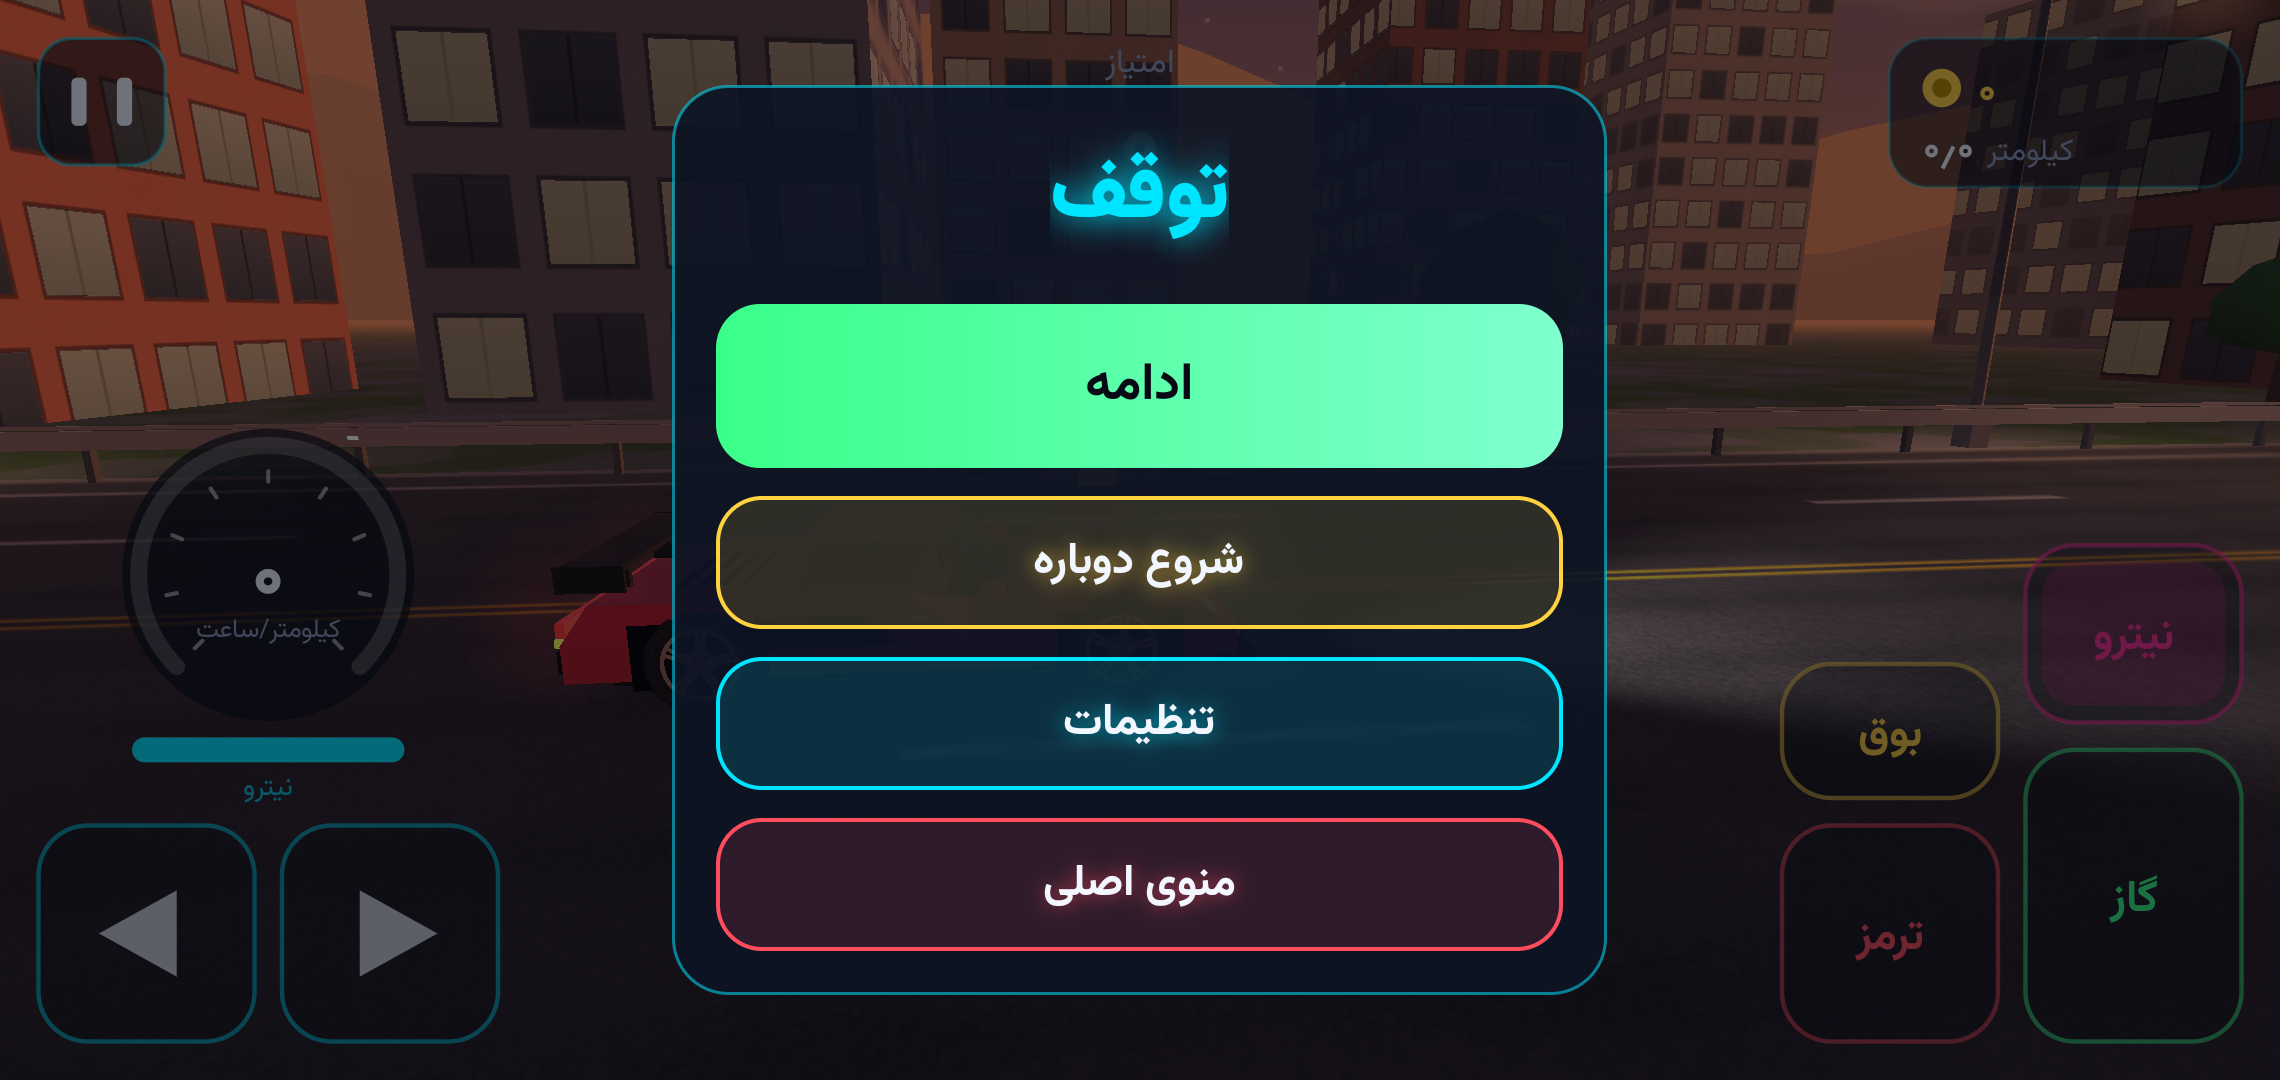 امتیاز
۰
۰/۰ کیلومتر
توقف
ادامه
شروع دوباره
تنظیمات
منوی اصلی
۰
کیلومتر/ساعت
نیترو
نیترو
بوق
گاز
ترمز